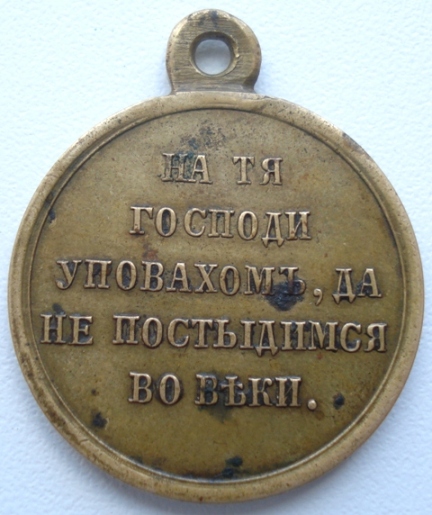 НА ТЯ
ГОСПОДИ
УПОВАХОМЪ, ДА
НЕ ПОСТЫДИМСЯ
ВО ВѢКИ.